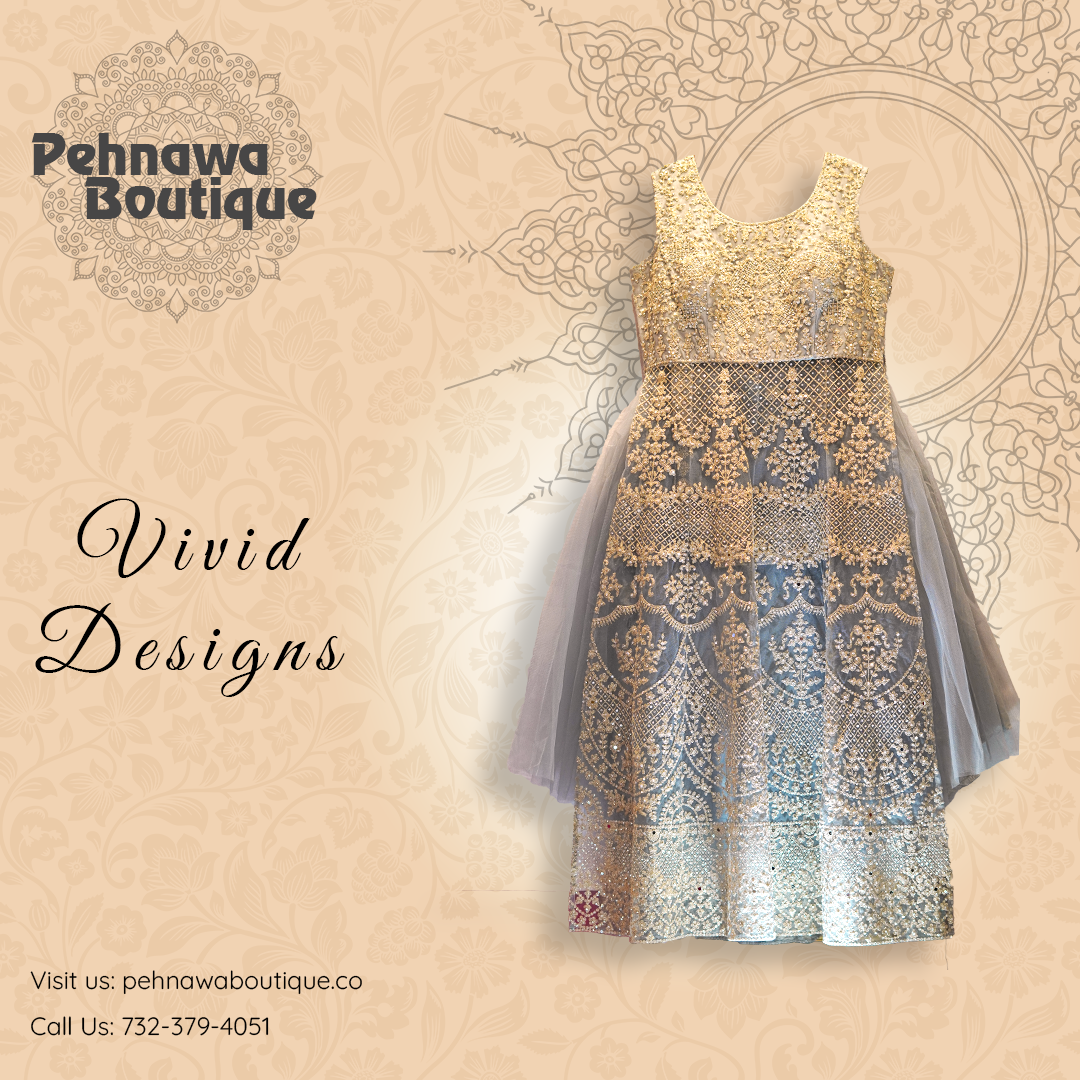 Pehnawa
Boutique
Vivid
Designs
Visit us: pehnawaboutique.co
Call Us: 732-379-4051